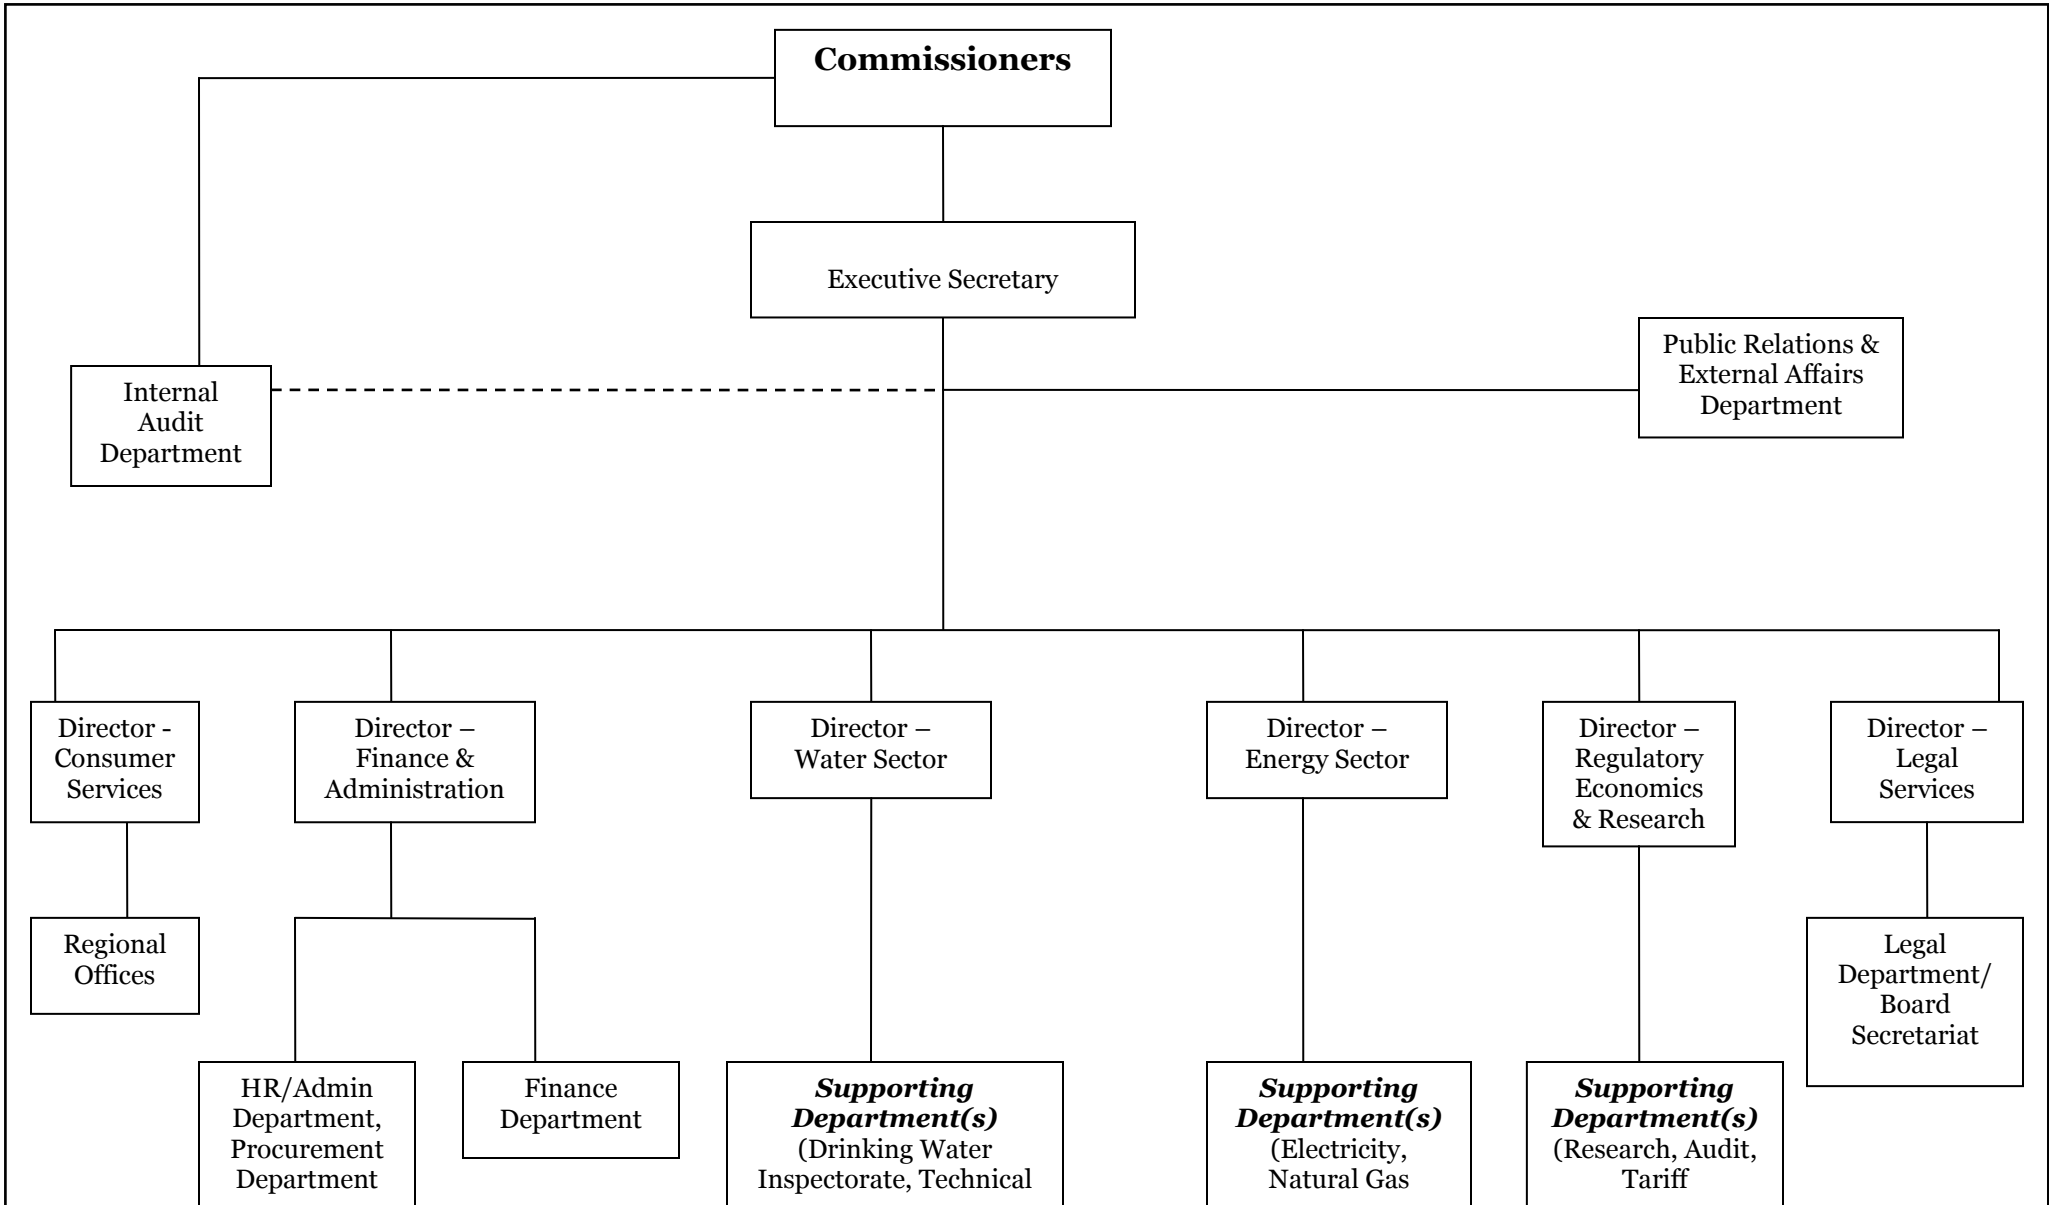 Commissioners
Executive Secretary
Public Relations &
External Affairs
Department
Internal
Audit
Department
Director -
Consumer
Services
Director –
Finance &
Administration
Director –
Water Sector
Director –
Energy Sector
Director –
Regulatory
Economics
& Research
Director –
Legal
Services
Regional
Offices
Legal
Department/
Board
Secretariat
HR/Admin
Department,
Procurement
Department
Finance
Department
Supporting
Department(s)
(Drinking Water
Inspectorate, Technical
Supporting
Department(s)
(Electricity,
Natural Gas
Supporting
Department(s)
(Research, Audit,
Tariff